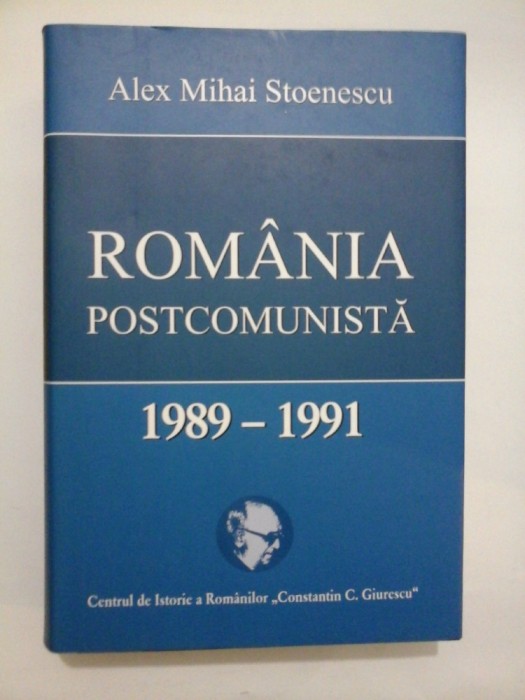 Alex Mihai Stoenescu
ROMÂNIA
POSTCOMUNISTĂ
1989 – 1991
Centrul de Istorie a Românilor „Constantin C. Giurescu“